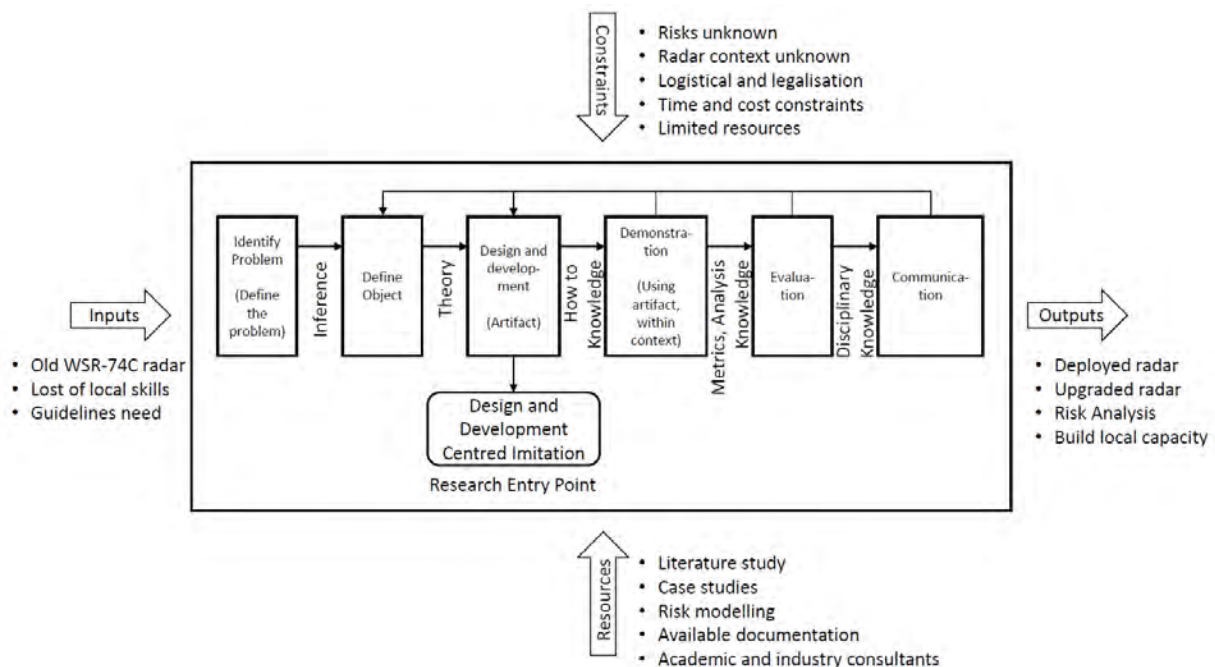 Constraints
• Risks unknown
• Radar context unknown
• Logistical and legalisation
• Time and cost constraints
• Limited resources
Inputs
• Old WSR-74C radar
• Lost of local skills
• Guidelines need
Identify
Problem
(Define
the
problem)
Inference
Define
Object
Theory
Design and
develop-
ment
(Artifact)
How to
Knowledge
Demonstra-
tion
(Using
artifact,
within
context)
Metrics, Analysis
Knowledge
Evalua-
tion
Disciplinary
Knowledge
Communica-
tion
Design and
Development
Centred Imitation
Research Entry Point
Outputs
• Deployed radar
• Upgraded radar
• Risk Analysis
• Build local capacity
Resources
• Literature study
• Case studies
• Risk modelling
• Available documentation
• Academic and industry consultants